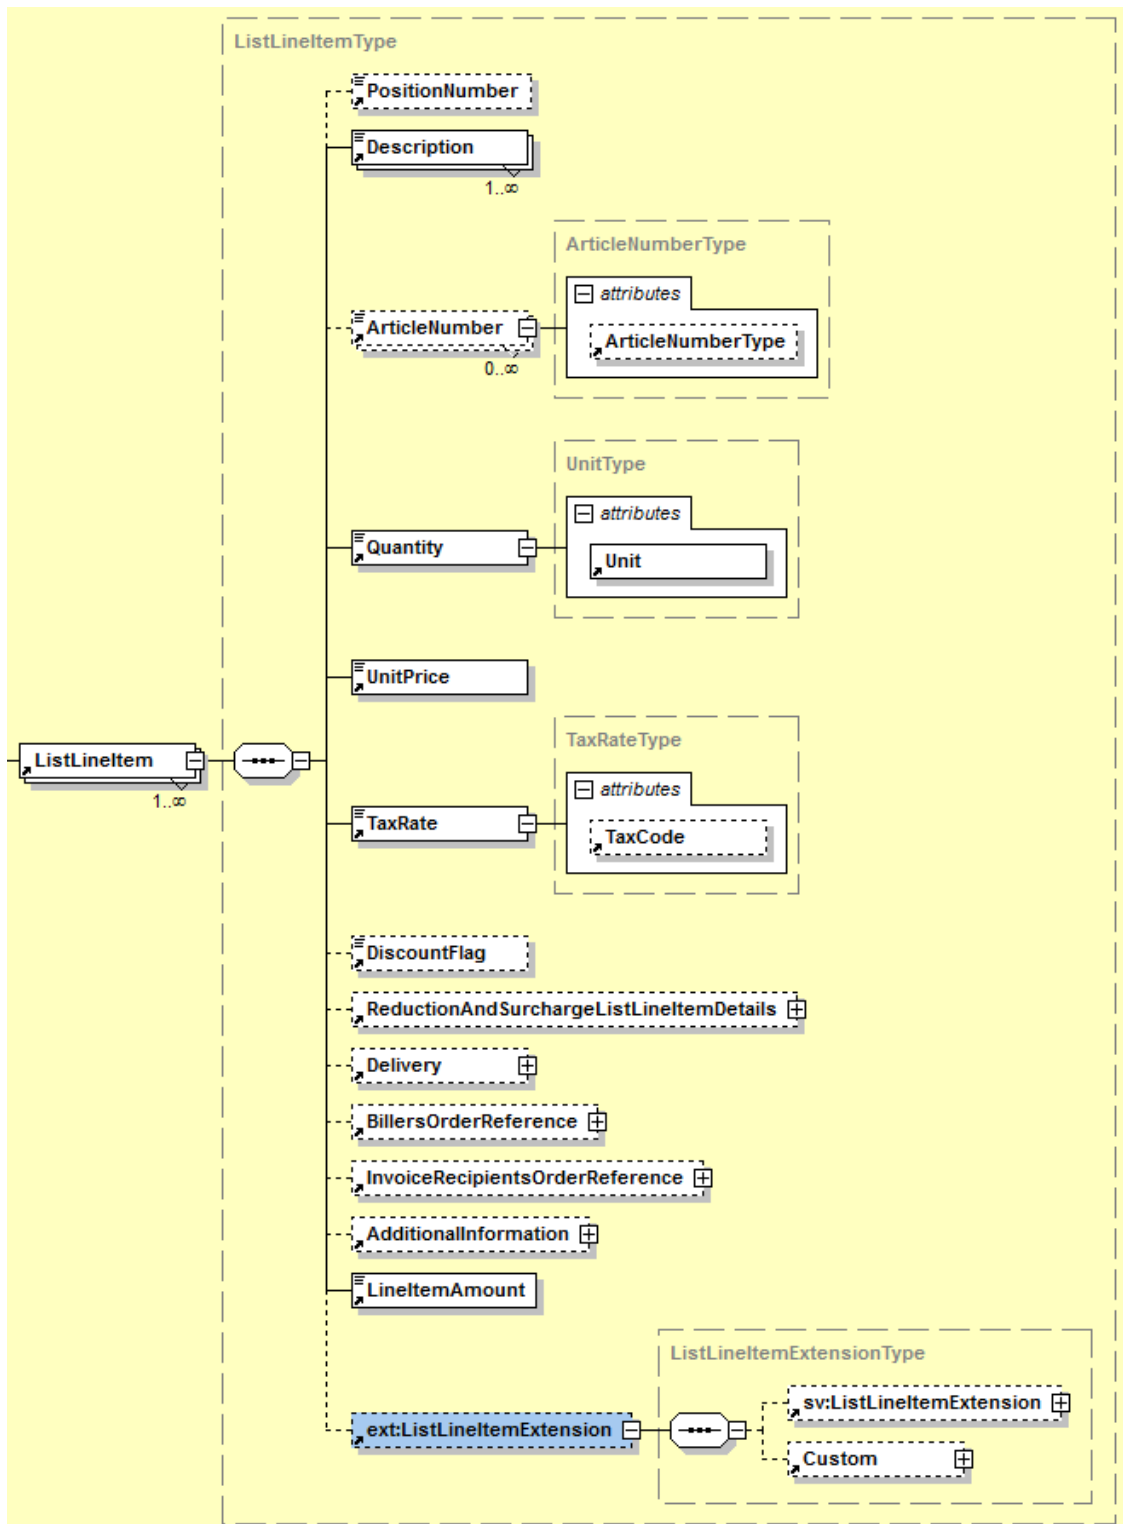 ListLineItemType
PositionNumber
Description
1..∞
ArticleNumberType
attributes
ArticleNumber
ArticleNumberType
0..∞
UnitType
attributes
Quantity
Unit
UnitPrice
TaxRateType
ListLineItem
attributes
1..∞
TaxRate
TaxCode
DiscountFlag
ReductionAndSurchargeListLineItemDetails
Delivery
BillersOrderReference
InvoiceRecipientsOrderReference
AdditionalInformation
LineItemAmount
ListLineItemExtensionType
sv:ListLineItemExtension
ext:ListLineItemExtension
Custom